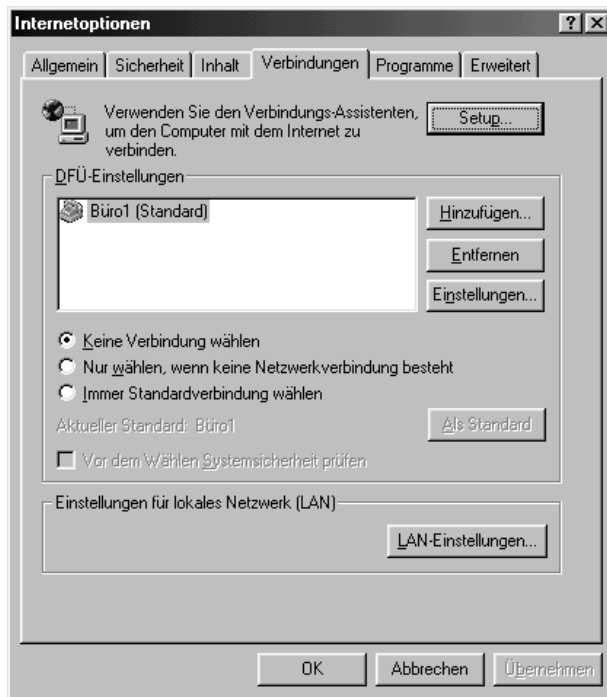 Internetoptionen
Allgemein Sicherheit Inhalt Verbindungen Programme Erweitert
Verwenden Sie den Verbindungs-Assistenten,
um den Computer mit dem Internet zu
verbinden.
Setup...
DFÜ-Einstellungen
Büro1 (Standard)
Hinzufügen...
Entfernen
Einstellungen...
Keine Verbindung wählen
Nur wählen, wenn keine Netzwerkverbindung besteht
Immer Standardverbindung wählen
Aktueller Standard: Büro1
Als Standard
Vor dem Wählen Systemsicherheit prüfen
Einstellungen für lokales Netzwerk (LAN)
LAN-Einstellungen...
OK Abbrechen Übernehmen